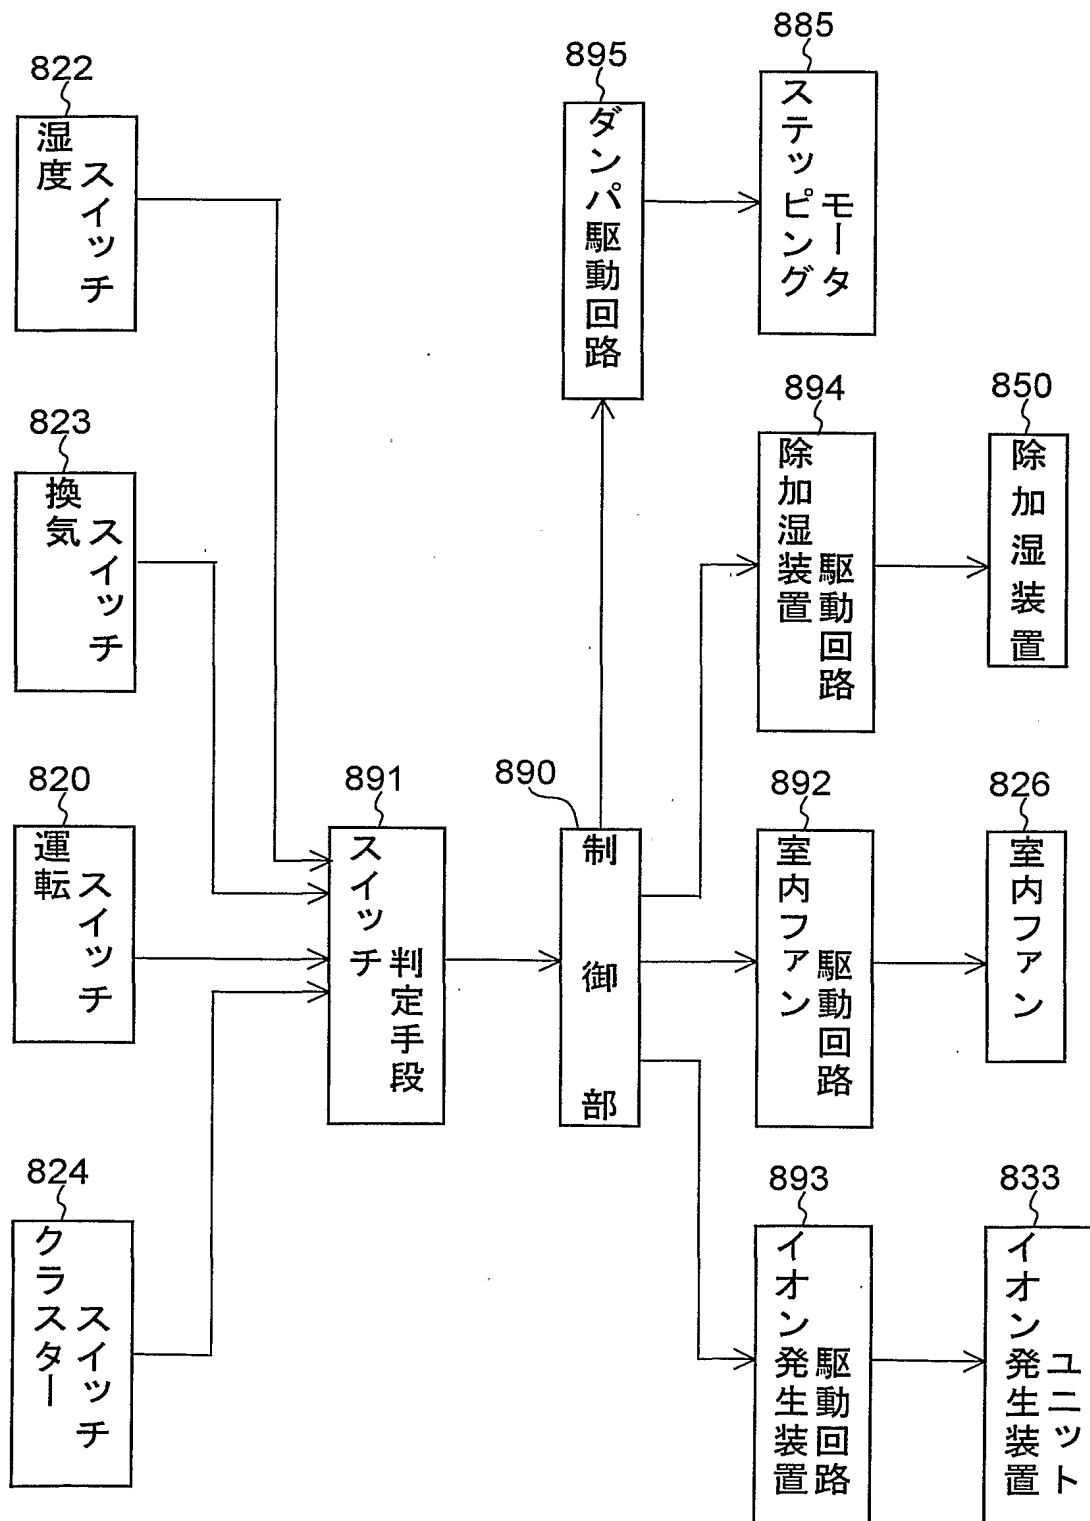 822
湿度
スイッチ
823
換気
スイッチ
820
運転
スイッチ
824
クラスター
スイッチ
891
スイッチ
判定手段
890
制御部
895
ダンパ駆動回路
885
ステッピング
モータ
894
除加湿装置
駆動回路
850
除加湿装置
892
室内ファン
駆動回路
826
室内ファン
893
イオン発生装置
駆動回路
833
イオン発生装置
ユニット